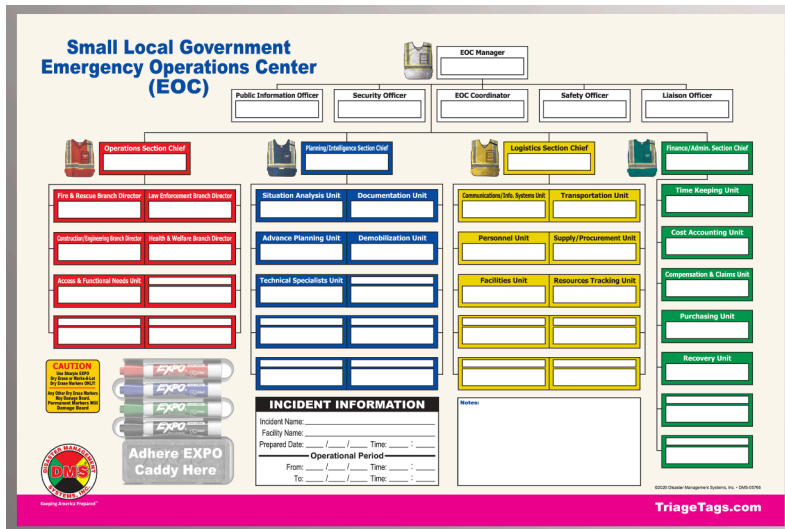 Small Local Government
Emergency Operations Center
(EOC)
EOC Manager
Public Information Officer
Security Officer
EOC Coordinator
Safety Officer
Liaison Officer
Operations Section Chief
Planning/Intelligence Section Chief
Logistics Section Chief
Finance/Admin. Section Chief
Fire & Rescue Branch Director
Law Enforcement Branch Director
Construction/Engineering Branch Director
Health & Welfare Branch Director
Access & Functional Needs Unit
Situation Analysis Unit
Documentation Unit
Advance Planning Unit
Demobilization Unit
Technical Specialists Unit
Communications/Info. Systems Unit
Transportation Unit
Personnel Unit
Supply/Procurement Unit
Facilities Unit
Resources Tracking Unit
Time Keeping Unit
Cost Accounting Unit
Compensation & Claims Unit
Purchasing Unit
Recovery Unit
CAUTION
Use Sharpie EXPO
Dry Erase or Marks-A-Lot
Dry Erase Markers ONLY!
Any Other Dry Erase Markers
May Damage Board.
Permanent Markers Will
Damage Board
EXPO
EXPO
EXPO
EXPO
Adhere EXPO
Caddy Here
INCIDENT INFORMATION
Incident Name:
Facility Name:
Prepared Date: / / Time: :
Operational Period
From: / / Time: :
To: / / Time: :
Notes:
DISASTER MANAGEMENT
DMS
SYSTEMS, INC.
Keeping America Prepared™
©2025 Disaster Management Systems, Inc. • DMS-05766
TriageTags.com